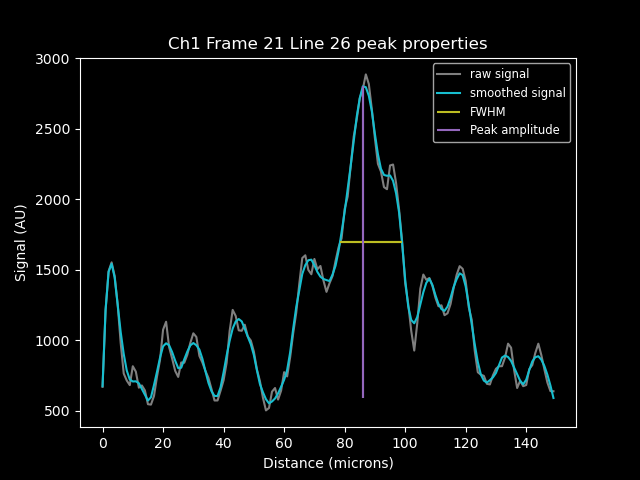 Ch1 Frame 21 Line 26 peak properties
raw signal
smoothed signal
FWHM
Peak amplitude
3000
2500
2000
1500
1000
500
Signal (AU)
0 20 40 60 80 100 120 140
Distance (microns)